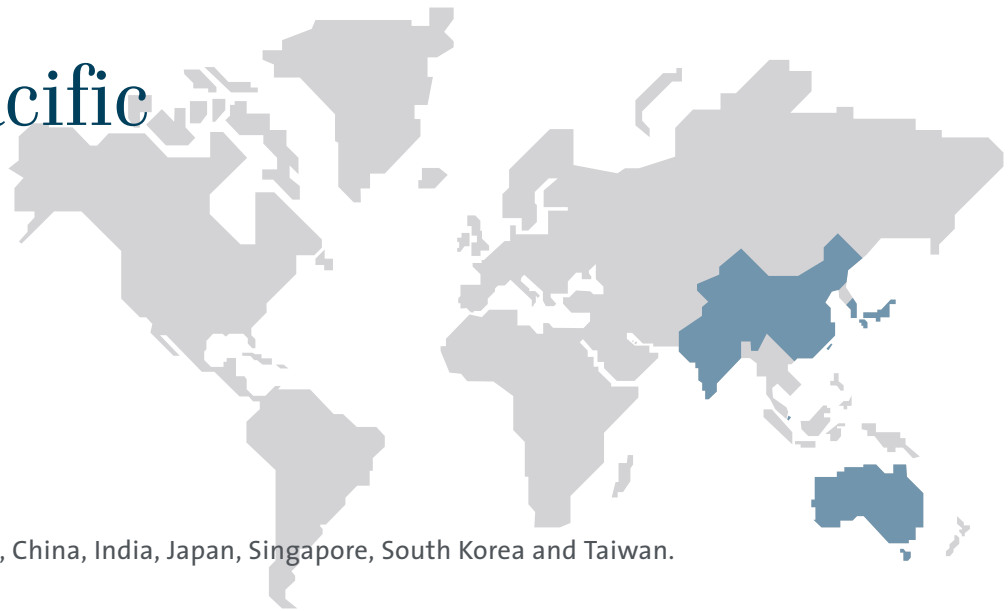 cific
, China, India, Japan, Singapore, South Korea and Taiwan.